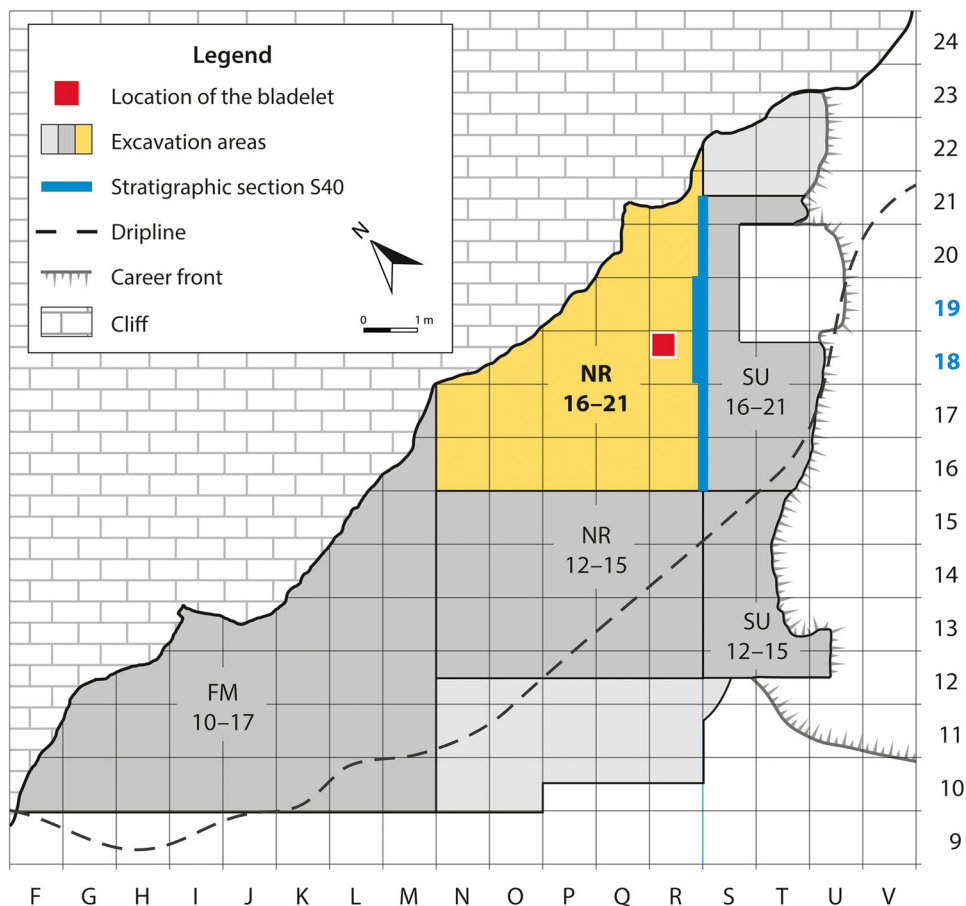 Legend
Location of the bladelet
Excavation areas
Stratigraphic section S40
Dripline
Career front
Cliff
N
0 1 m
24
23
22
21
20
19
18
17
16
15
14
13
12
11
10
9
NR
16–21
SU
16–21
NR
12–15
SU
12–15
FM
10–17
F G H I J K L M N O P Q R S T U V